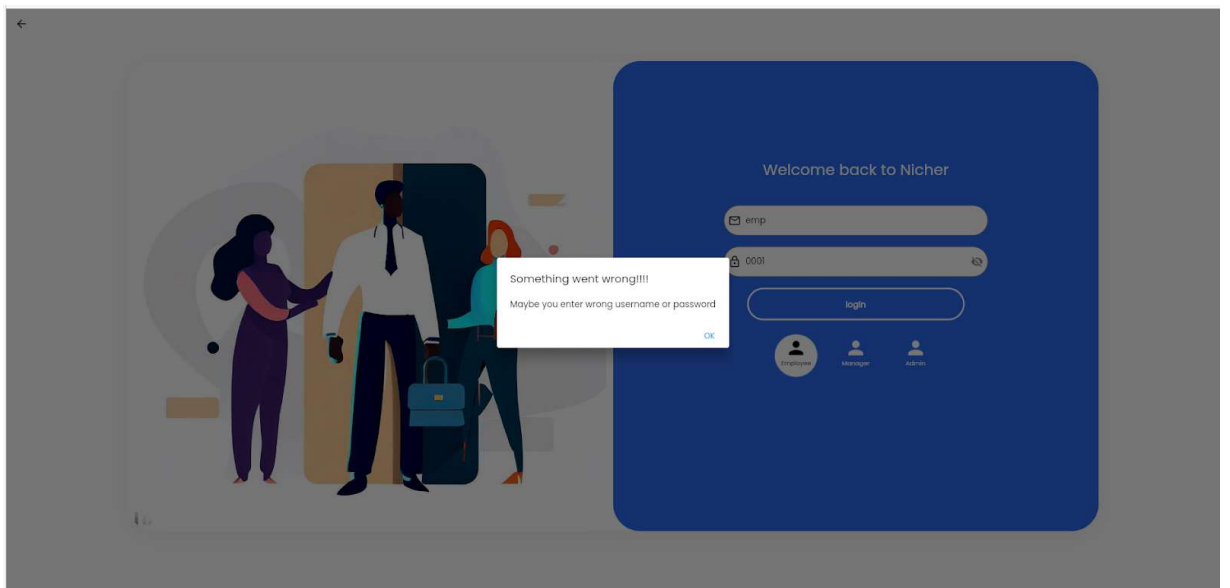 Welcome back to Nicher
emp
0001
Something went wrong!!!!
Maybe you enter wrong username or password
OK
login
Employee
Manager
Admin